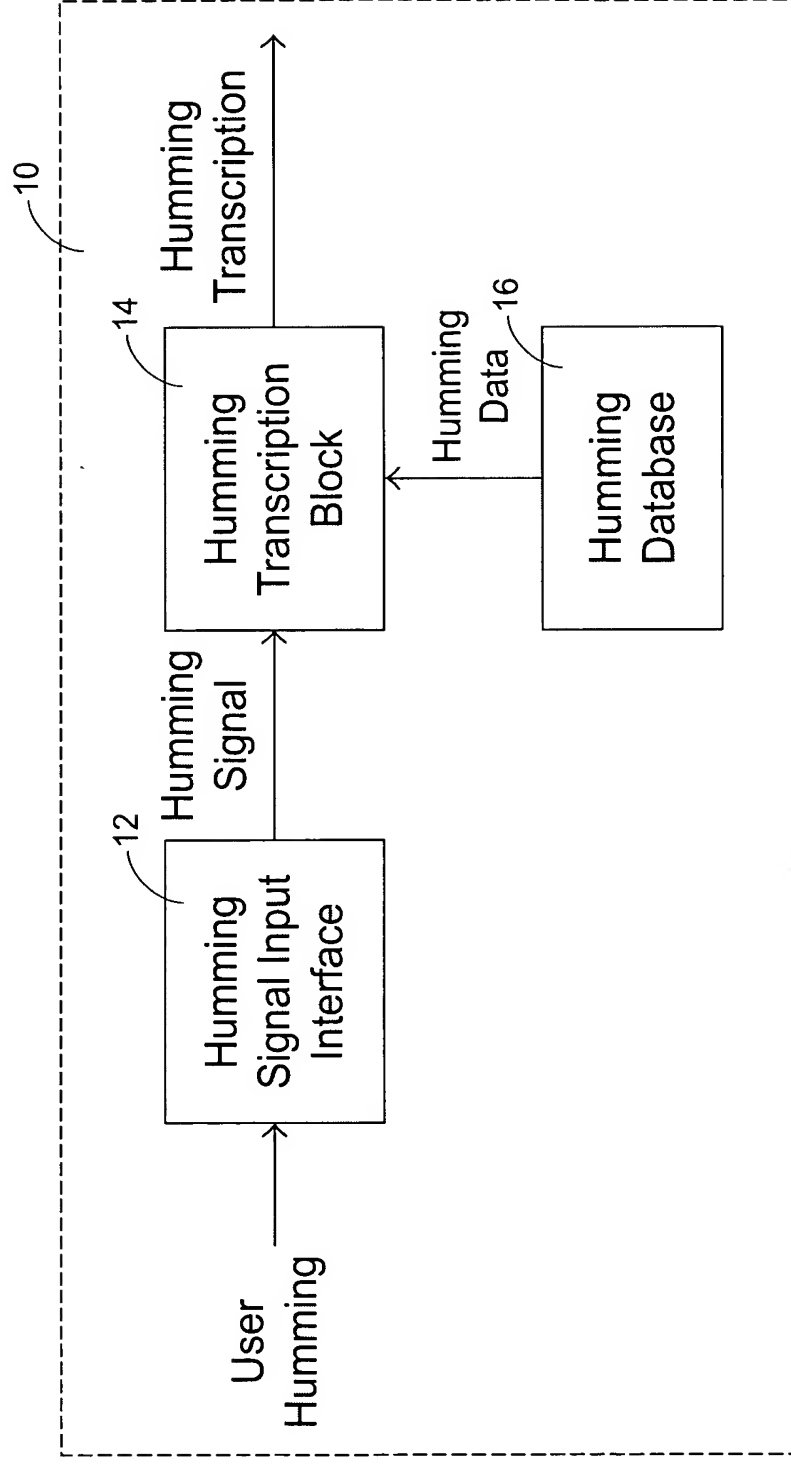 10
User
Humming
12
Humming
Signal Input
Interface
Humming
Signal
14
Humming
Transcription
Block
Humming
Transcription
Humming
Data
16
Humming
Database